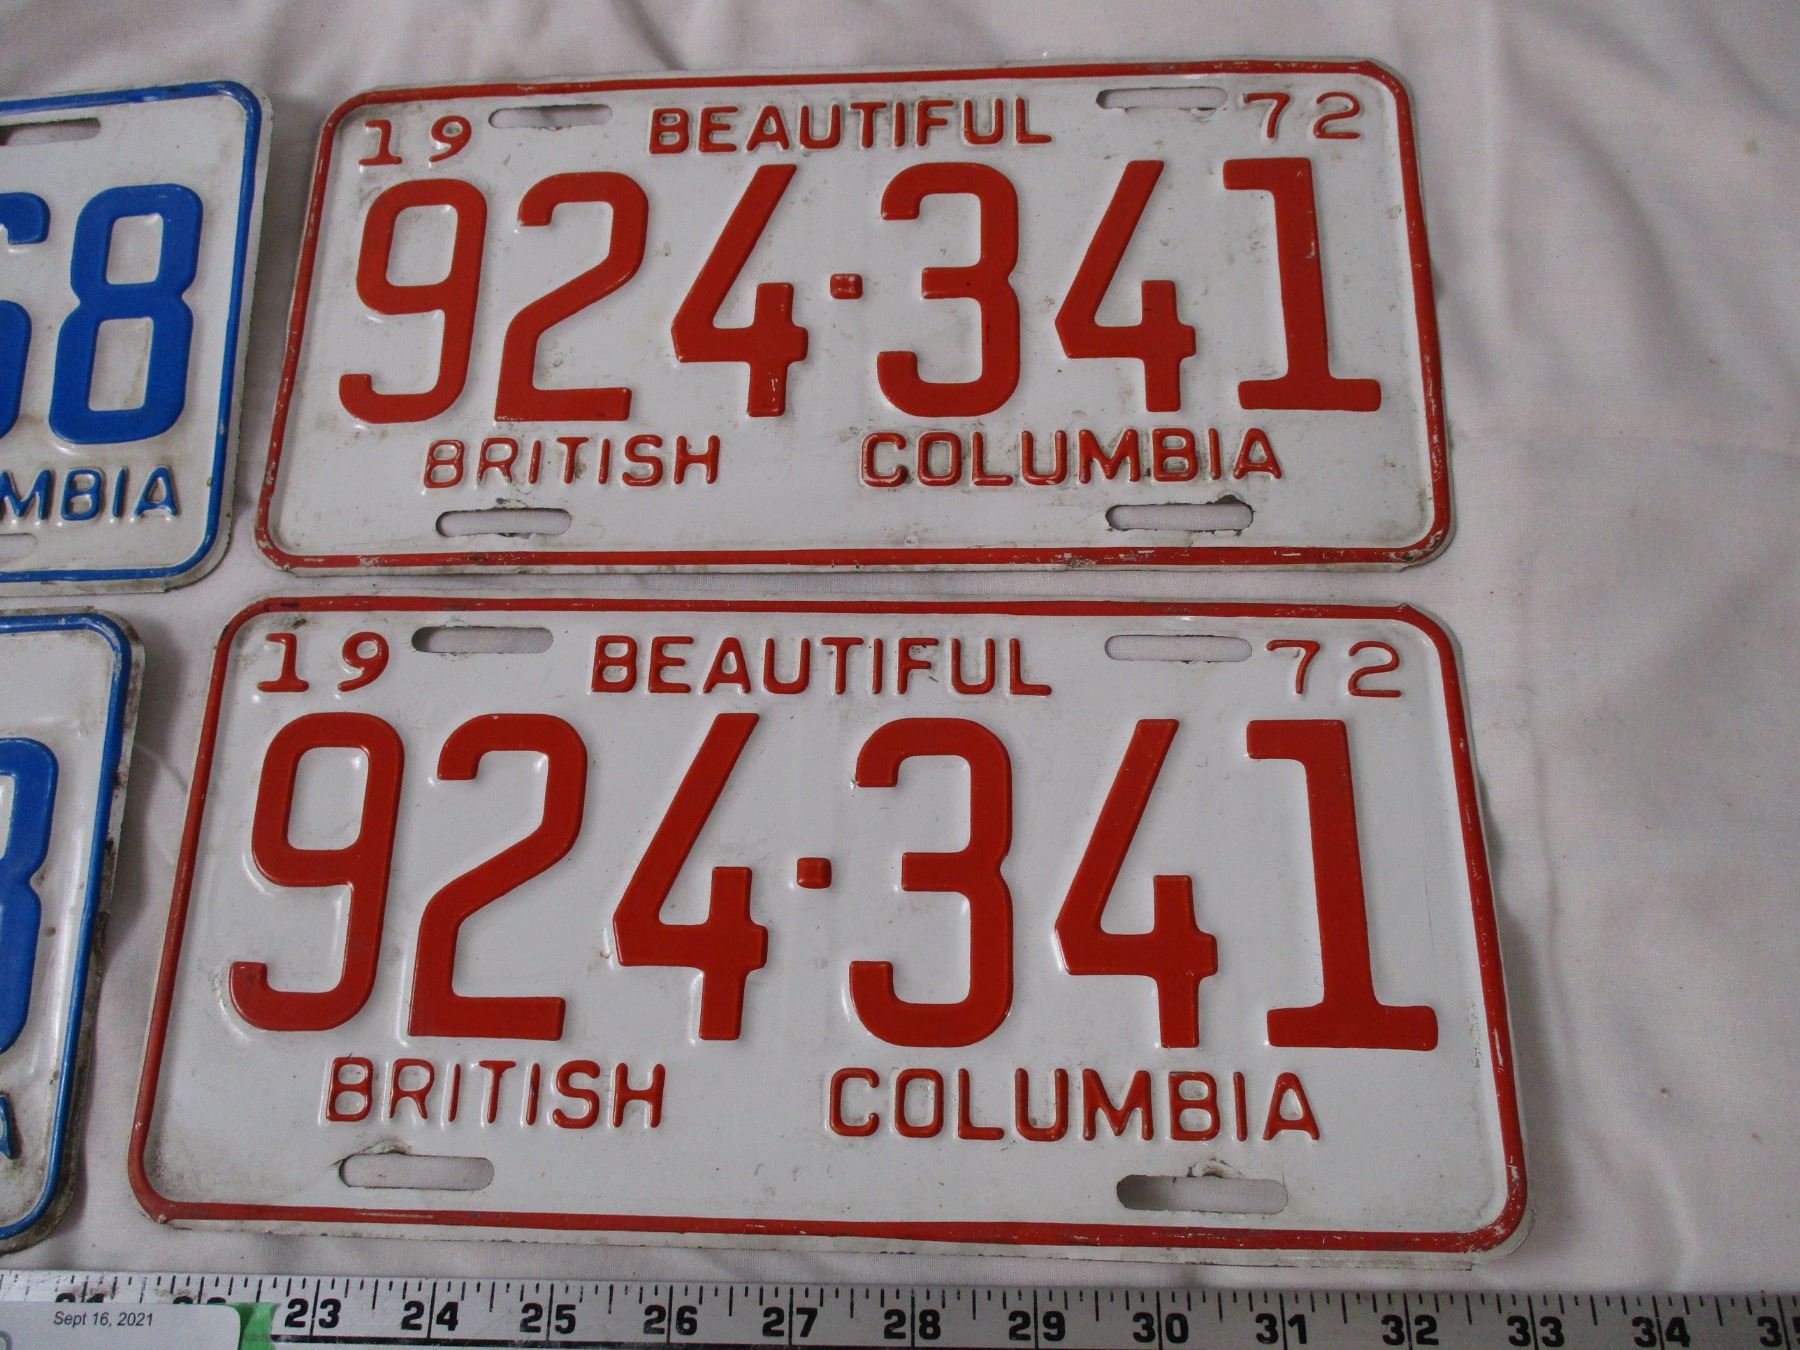 19 BEAUTIFUL 72
924·341
BRITISH COLUMBIA
68
MBIA
19 BEAUTIFUL 72
924·341
BRITISH COLUMBIA
23 24 25 26 27 28 29 30 31 32 33 34
Sept 16, 2021